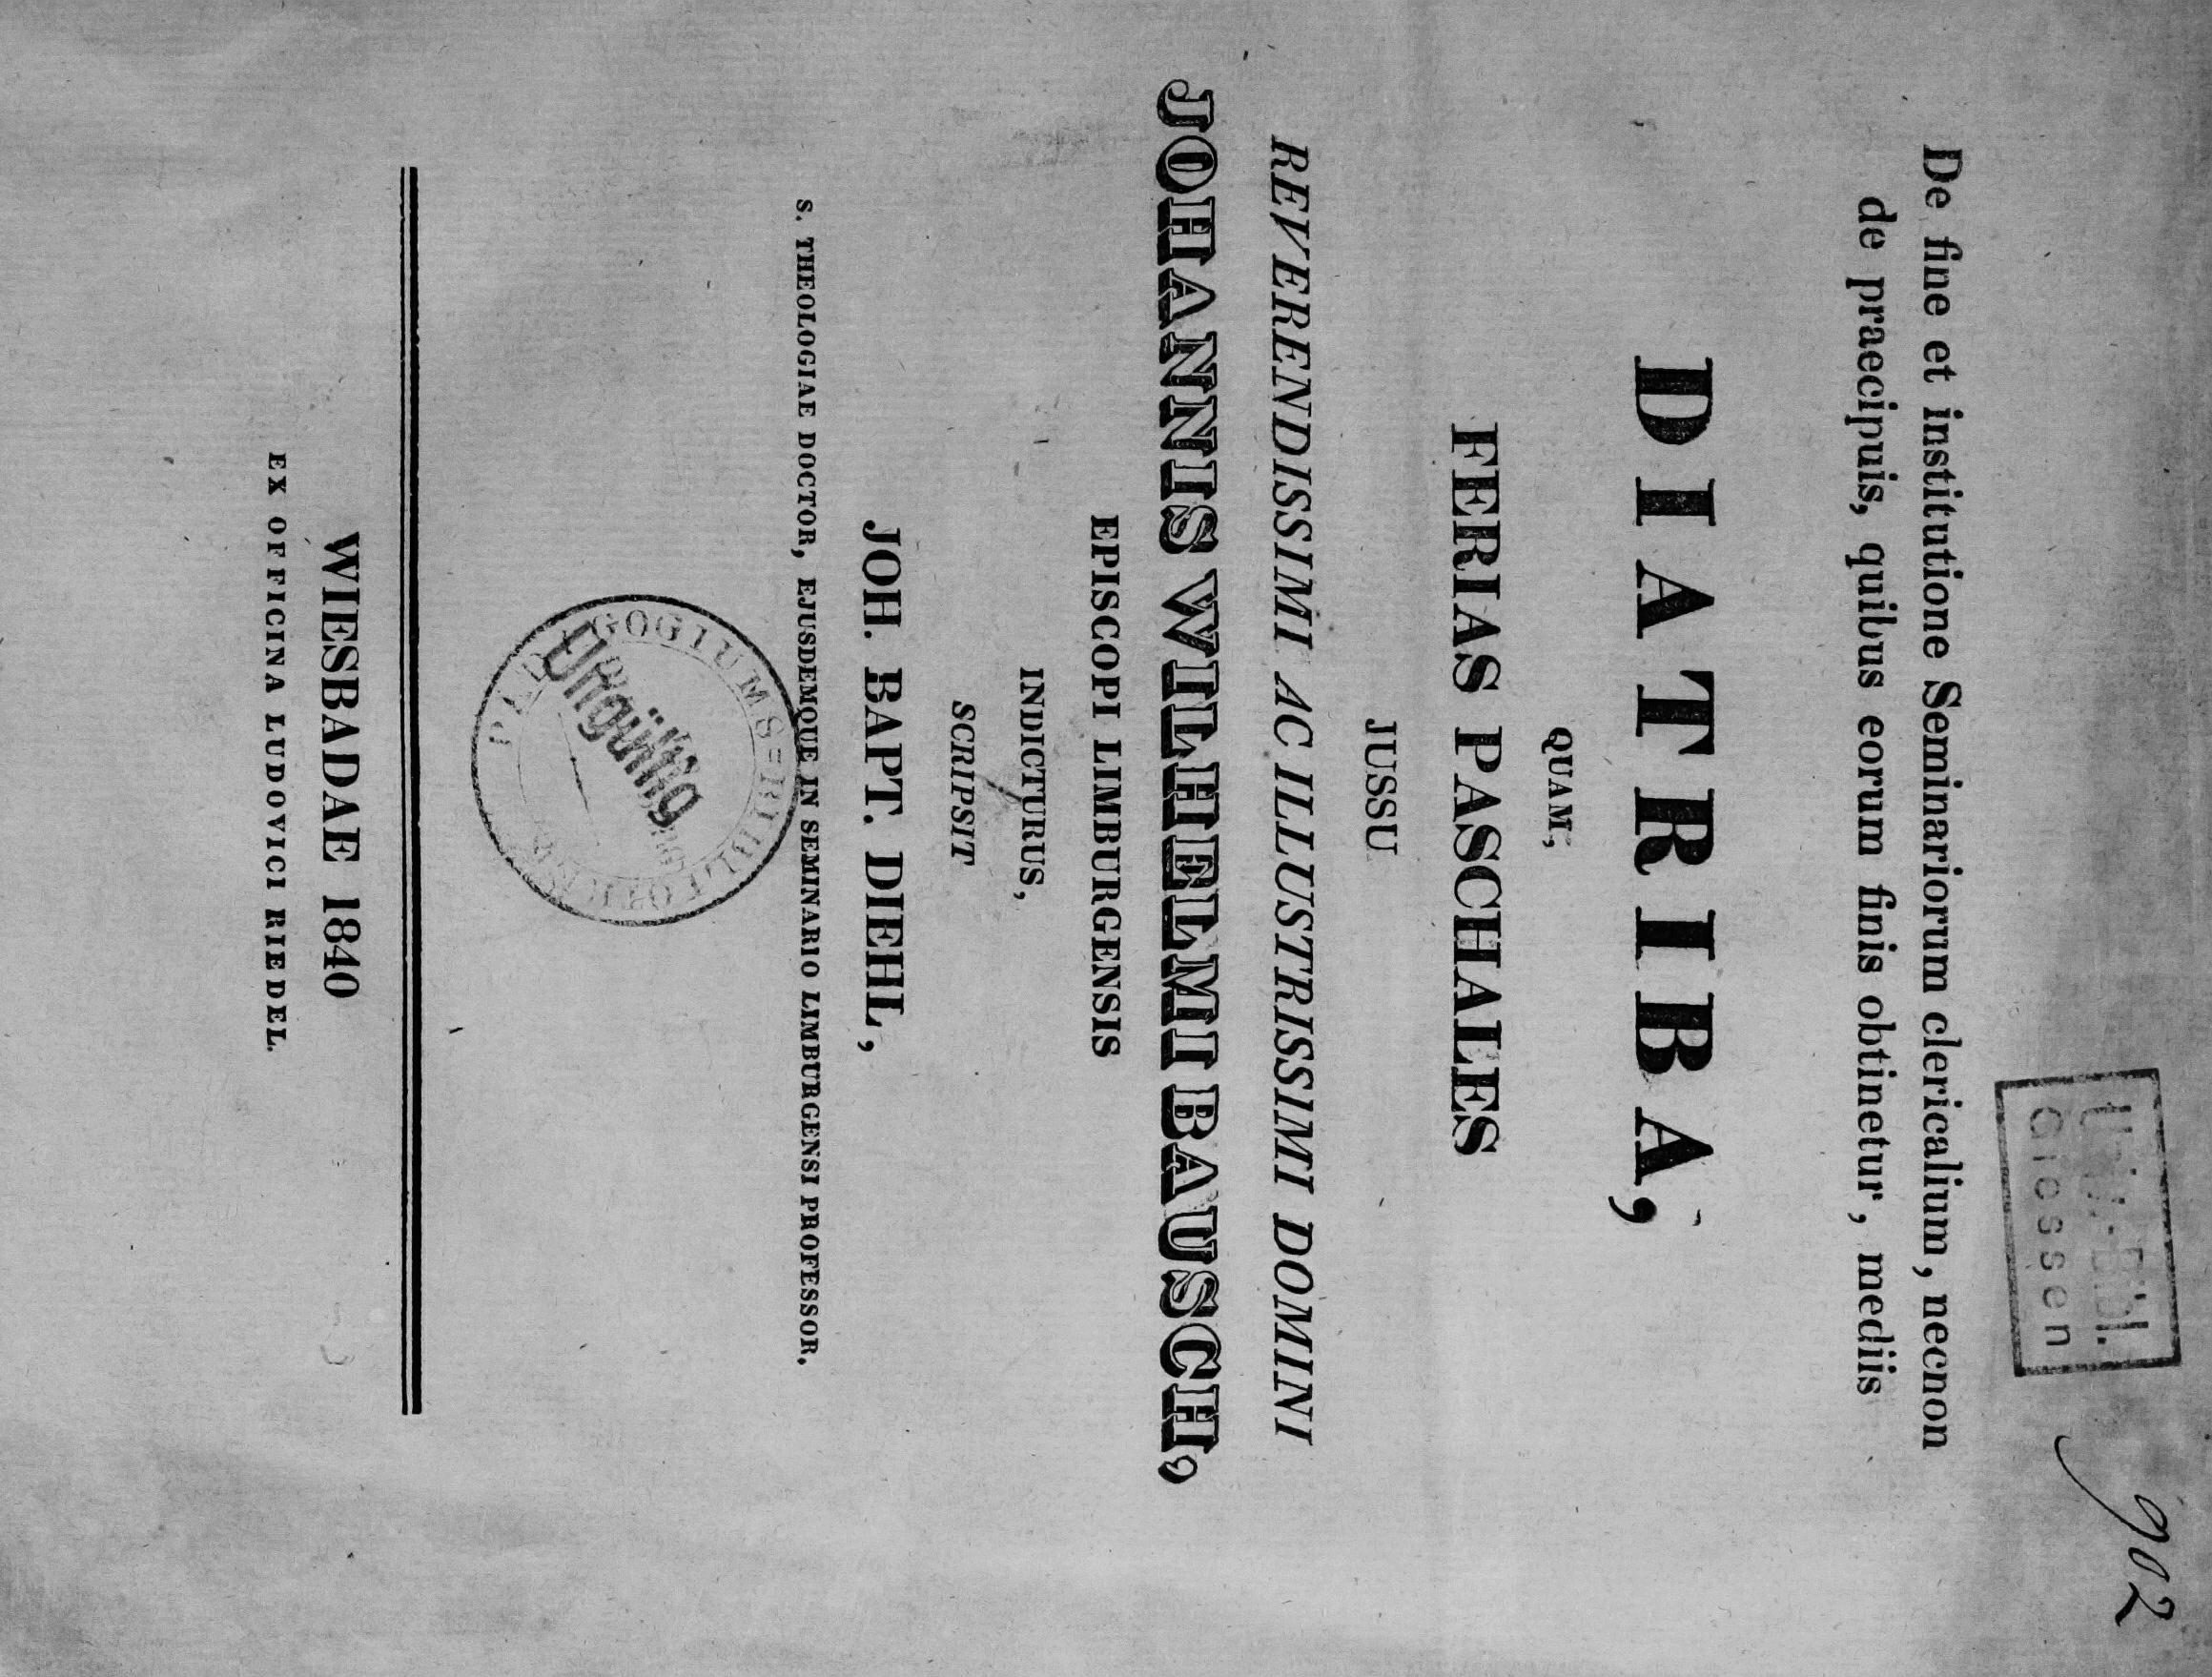 902
Univ.-Bibl.
Giessen
De fine et institutione Seminariorum clericalium, necnon
de praecipuis, quibus eorum finis obtinetur, mediis
DIATRIBA,
QUAM,
FERIAS PASCHALES
JUSSU
REVERENDISSIMI AC ILLUSTRISSIMI DOMINI
JOHANNIS WILHELMI BAUSCH,
EPISCOPI LIMBURGENSIS
INDICTURUS,
SCRIPSIT
JOH. BAPT. DIEHL,
S. THEOLOGIAE DOCTOR, EJUSDEMQUE IN SEMINARIO LIMBURGENSI PROFESSOR.
Ungültig
WIESBADAE 1840
EX OFFICINA LUDOVICI RIEDEL.